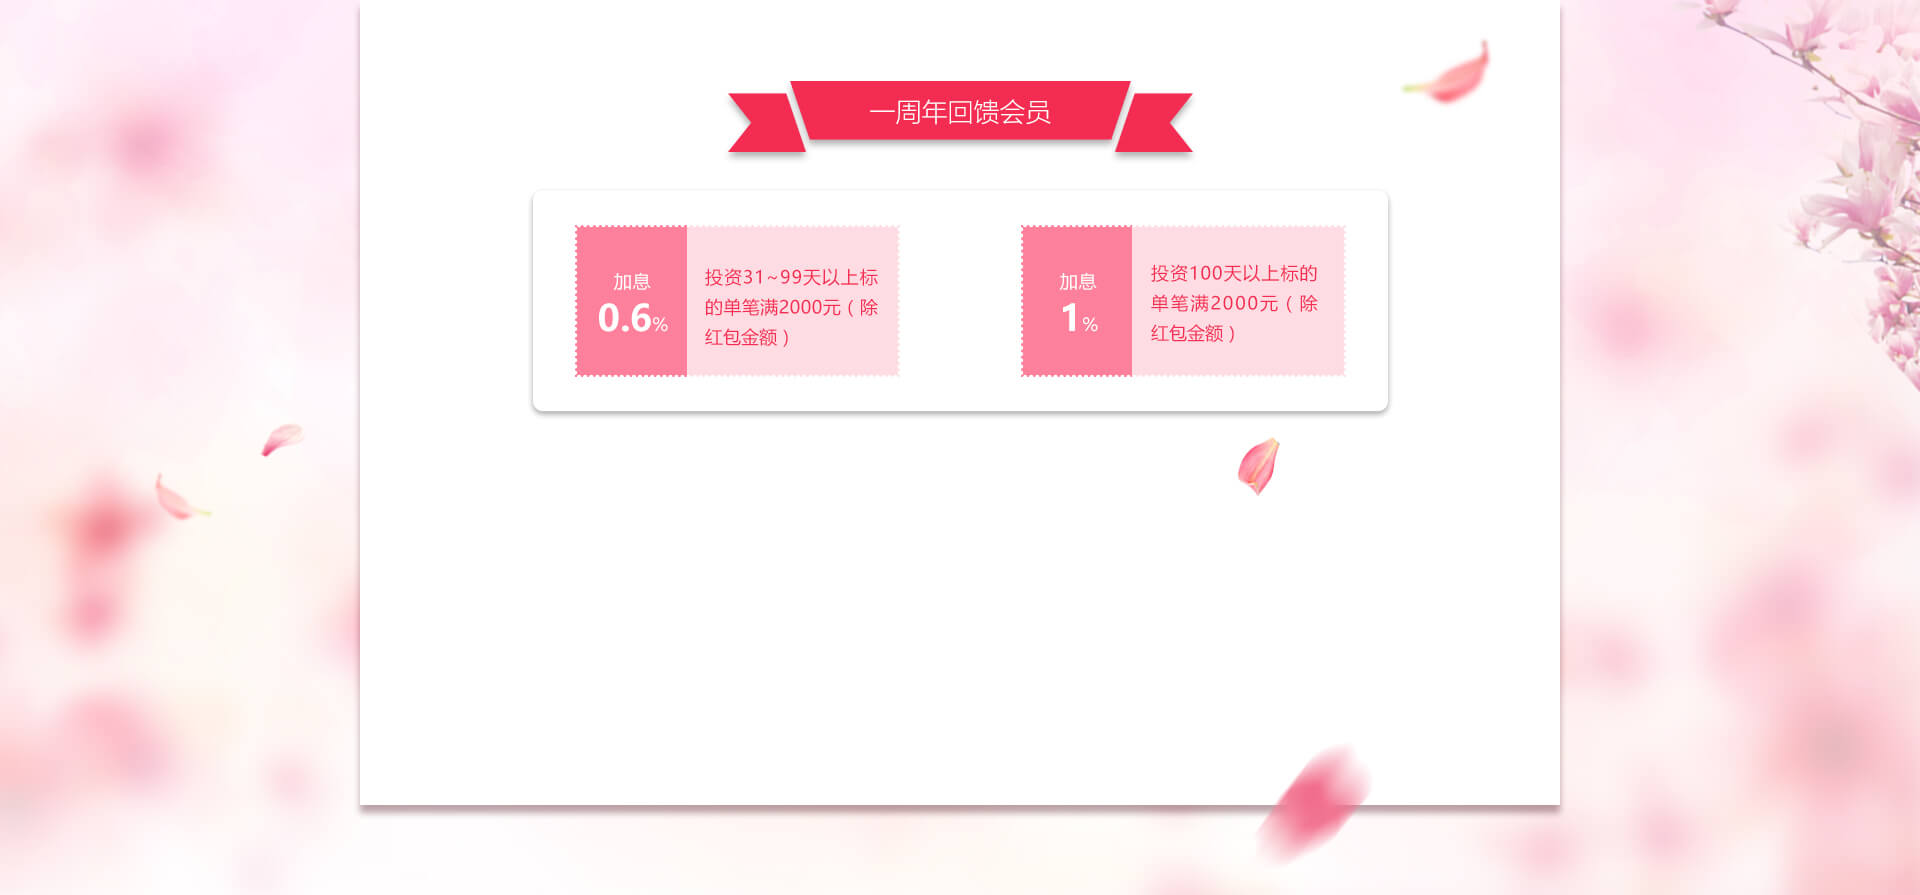 一周年回馈会员
加息
0.6%
投资31~99天以上标
的单笔满2000元（除
红包金额）
加息
1%
投资100天以上标的
单笔满2000元（除
红包金额）